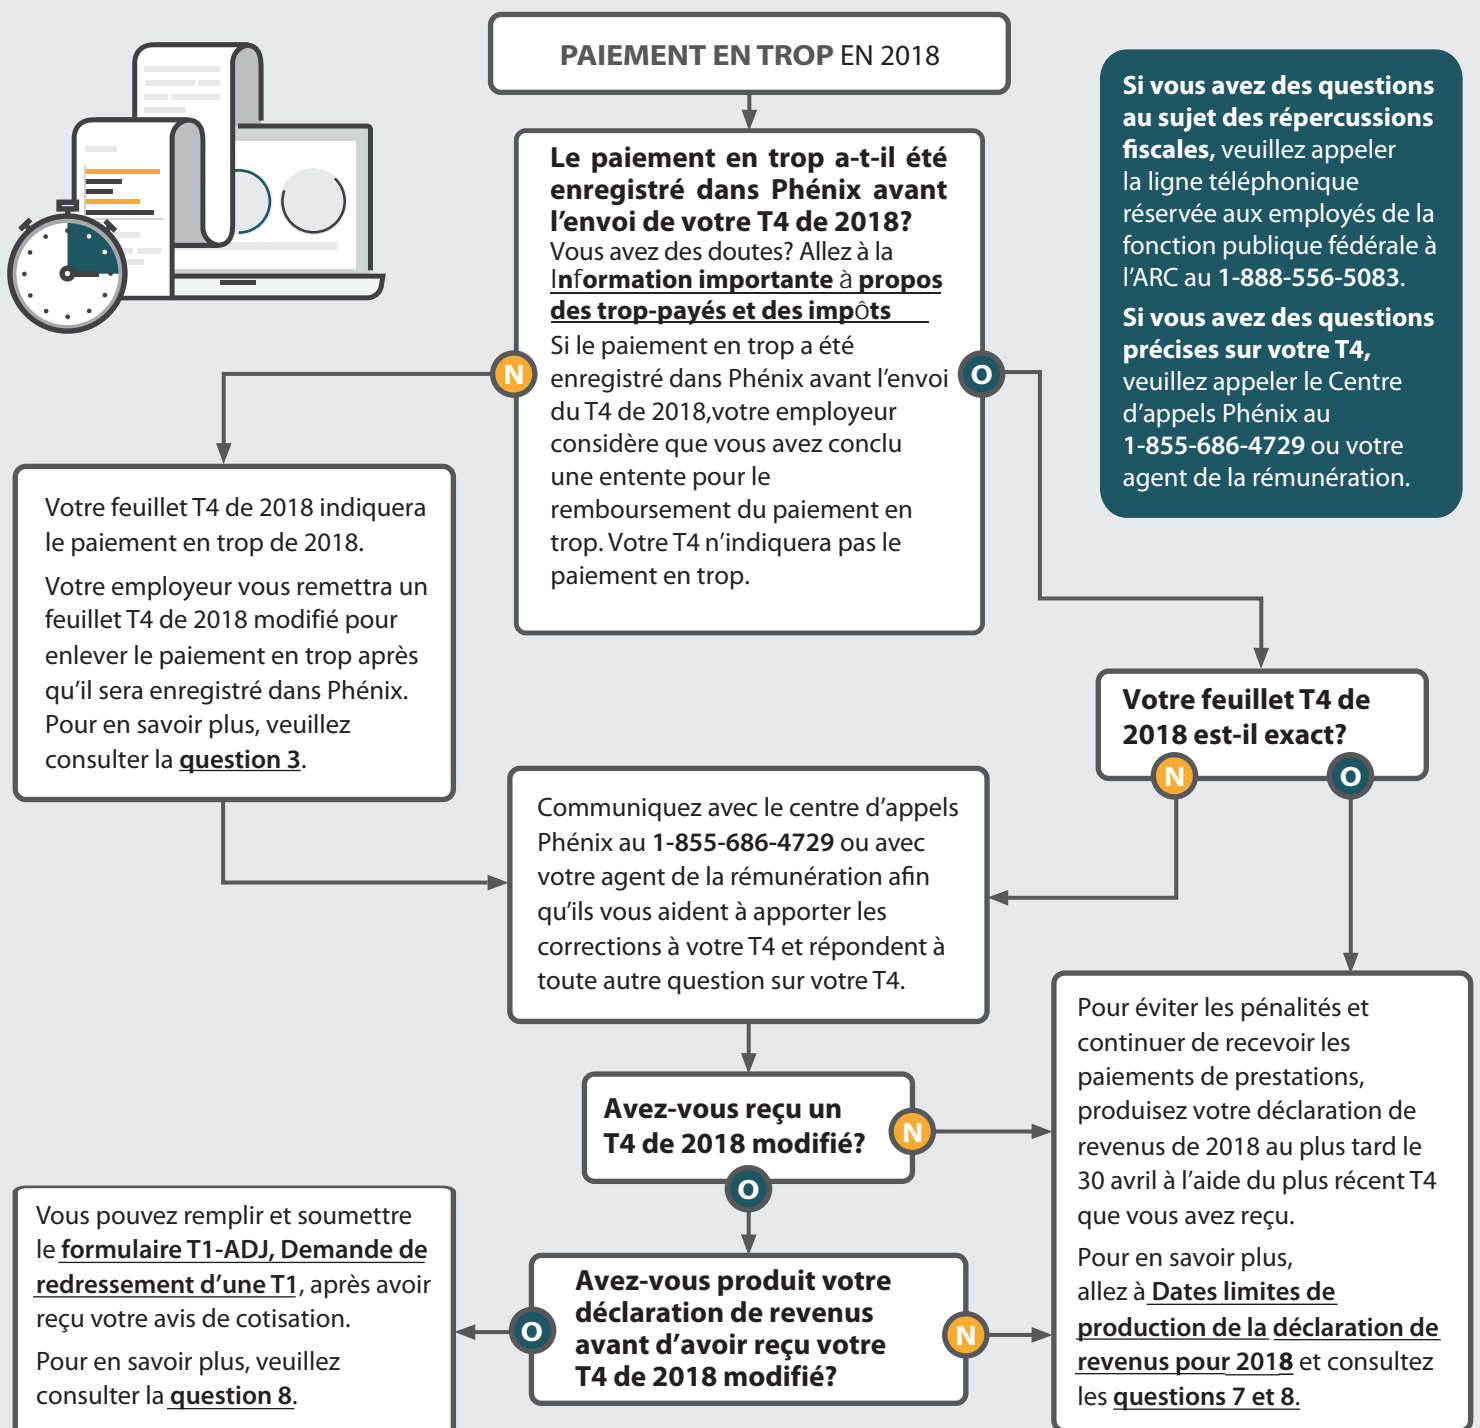 PAIEMENT EN TROP EN 2018
Si vous avez des questions
au sujet des répercussions
fiscales, veuillez appeler
la ligne téléphonique
réservée aux employés de la
fonction publique fédérale à
l'ARC au 1-888-556-5083.
Si vous avez des questions
précises sur votre T4,
veuillez appeler le Centre
d'appels Phénix au
1-855-686-4729 ou votre
agent de la rémunération.
Le paiement en trop a-t-il été
enregistré dans Phénix avant
l'envoi de votre T4 de 2018?
Vous avez des doutes? Allez à la
Information importante à propos
des trop-payés et des impôts
Si le paiement en trop a été
enregistré dans Phénix avant l'envoi
du T4 de 2018,votre employeur
considère que vous avez conclu
une entente pour le
remboursement du paiement en
trop. Votre T4 n'indiquera pas le
paiement en trop.
N
O
Votre feuillet T4 de 2018 indiquera
le paiement en trop de 2018.
Votre employeur vous remettra un
feuillet T4 de 2018 modifié pour
enlever le paiement en trop après
qu'il sera enregistré dans Phénix.
Pour en savoir plus, veuillez
consulter la question 3.
Votre feuillet T4 de
2018 est-il exact?
N
O
Communiquez avec le centre d'appels
Phénix au 1-855-686-4729 ou avec
votre agent de la rémunération afin
qu'ils vous aident à apporter les
corrections à votre T4 et répondent à
toute autre question sur votre T4.
Avez-vous reçu un
T4 de 2018 modifié?
N
O
Pour éviter les pénalités et
continuer de recevoir les
paiements de prestations,
produisez votre déclaration de
revenus de 2018 au plus tard le
30 avril à l'aide du plus récent T4
que vous avez reçu.
Pour en savoir plus,
allez à Dates limites de
production de la déclaration de
revenus pour 2018 et consultez
les questions 7 et 8.
Avez-vous produit votre
déclaration de revenus
avant d'avoir reçu votre
T4 de 2018 modifié?
O
N
Vous pouvez remplir et soumettre
le formulaire T1-ADJ, Demande de
redressement d'une T1, après avoir
reçu votre avis de cotisation.
Pour en savoir plus, veuillez
consulter la question 8.